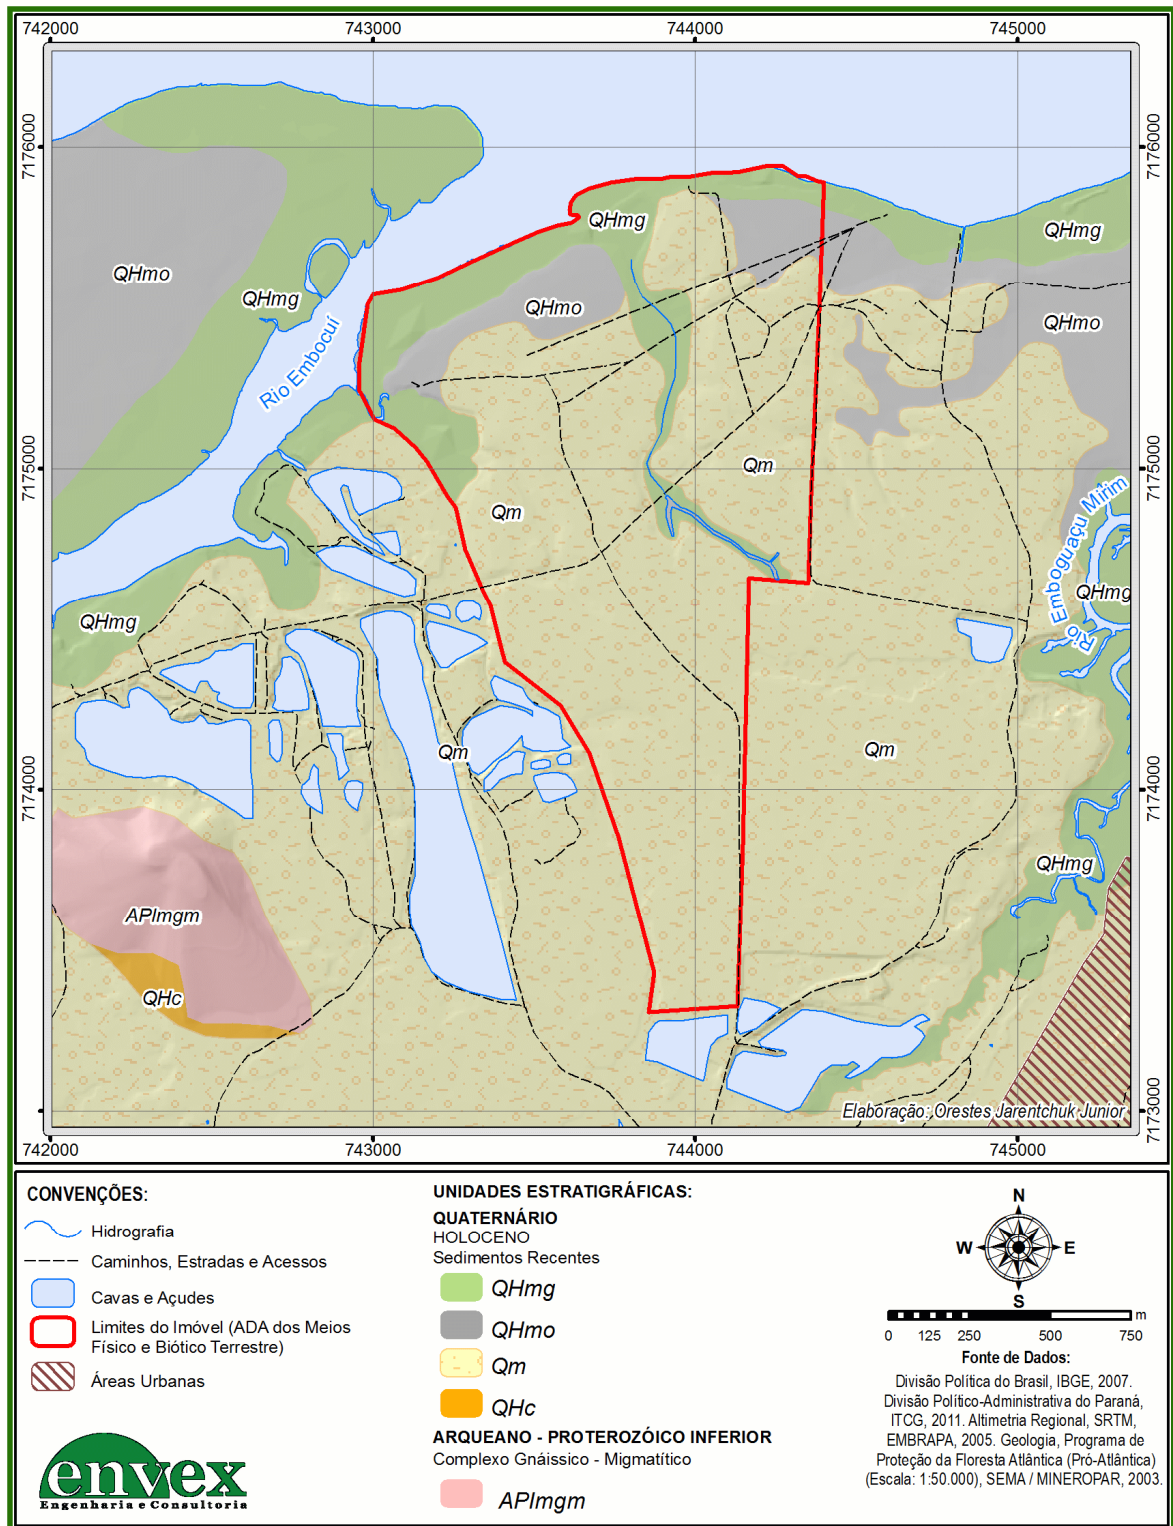 742000 743000 744000 745000
7176000
7176000
7175000
7175000
7174000
7174000
7173000
7173000
QHmo
QHmg
Rio Embocuí
QHmg
QHmo
QHmg
QHmo
Qm
Qm
Rio Emboguaçu Mirim
QHmg
QHmg
Qm
Qm
QHmg
APImgm
QHc
Elaboração: Orestes Jarentchuk Junior
742000 743000 744000 745000
CONVENÇÕES:
Hidrografia
Caminhos, Estradas e Acessos
Cavas e Açudes
Limites do Imóvel (ADA dos Meios
Físico e Biótico Terrestre)
Áreas Urbanas
envex
Engenharia e Consultoria
UNIDADES ESTRATIGRÁFICAS:
QUATERNÁRIO
HOLOCENO
Sedimentos Recentes
QHmg
QHmo
Qm
QHc
ARQUEANO - PROTEROZÓICO INFERIOR
Complexo Gnáissico - Migmatítico
APImgm
N
W E
S
m
0 125 250 500 750
Fonte de Dados:
Divisão Política do Brasil, IBGE, 2007.
Divisão Político-Administrativa do Paraná,
ITCG, 2011. Altimetria Regional, SRTM,
EMBRAPA, 2005. Geologia, Programa de
Proteção da Floresta Atlântica (Pró-Atlântica)
(Escala: 1:50.000), SEMA / MINEROPAR, 2003.